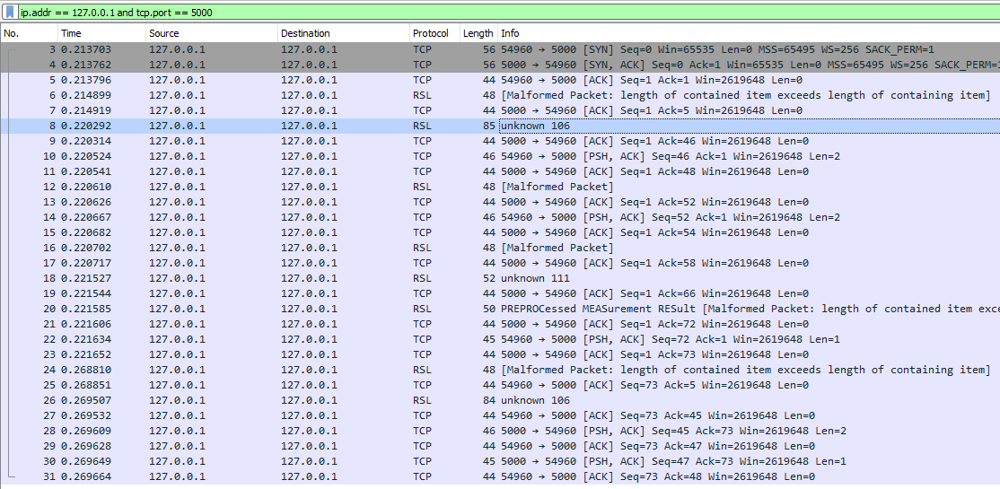 ip.addr == 127.0.0.1 and tcp.port == 5000
No. Time Source Destination Protocol Length Info
3 0.213703 127.0.0.1 127.0.0.1 TCP 56 54960 → 5000 [SYN] Seq=0 Win=65535 Len=0 MSS=65495 WS=256 SACK_PERM=1
4 0.213762 127.0.0.1 127.0.0.1 TCP 56 5000 → 54960 [SYN, ACK] Seq=0 Ack=1 Win=65535 Len=0 MSS=65495 WS=256 SACK_PERM=1
5 0.213796 127.0.0.1 127.0.0.1 TCP 44 54960 → 5000 [ACK] Seq=1 Ack=1 Win=2619648 Len=0
6 0.214899 127.0.0.1 127.0.0.1 RSL 48 [Malformed Packet: length of contained item exceeds length of containing item]
7 0.214919 127.0.0.1 127.0.0.1 TCP 44 54960 → 5000 [ACK] Seq=1 Ack=5 Win=2619648 Len=0
8 0.220292 127.0.0.1 127.0.0.1 RSL 85 unknown 106
9 0.220314 127.0.0.1 127.0.0.1 TCP 44 5000 → 54960 [ACK] Seq=1 Ack=46 Win=2619648 Len=0
10 0.220524 127.0.0.1 127.0.0.1 TCP 46 54960 → 5000 [PSH, ACK] Seq=46 Ack=1 Win=2619648 Len=2
11 0.220541 127.0.0.1 127.0.0.1 TCP 44 5000 → 54960 [ACK] Seq=1 Ack=48 Win=2619648 Len=0
12 0.220610 127.0.0.1 127.0.0.1 RSL 48 [Malformed Packet]
13 0.220626 127.0.0.1 127.0.0.1 TCP 44 5000 → 54960 [ACK] Seq=1 Ack=52 Win=2619648 Len=0
14 0.220667 127.0.0.1 127.0.0.1 TCP 46 54960 → 5000 [PSH, ACK] Seq=52 Ack=1 Win=2619648 Len=2
15 0.220682 127.0.0.1 127.0.0.1 TCP 44 5000 → 54960 [ACK] Seq=1 Ack=54 Win=2619648 Len=0
16 0.220702 127.0.0.1 127.0.0.1 RSL 48 [Malformed Packet]
17 0.220717 127.0.0.1 127.0.0.1 TCP 44 5000 → 54960 [ACK] Seq=1 Ack=58 Win=2619648 Len=0
18 0.221527 127.0.0.1 127.0.0.1 RSL 52 unknown 111
19 0.221544 127.0.0.1 127.0.0.1 TCP 44 5000 → 54960 [ACK] Seq=1 Ack=66 Win=2619648 Len=0
20 0.221585 127.0.0.1 127.0.0.1 RSL 50 PREPROCessed MEASurement RESult [Malformed Packet: length of contained item exce
21 0.221606 127.0.0.1 127.0.0.1 TCP 44 5000 → 54960 [ACK] Seq=1 Ack=72 Win=2619648 Len=0
22 0.221634 127.0.0.1 127.0.0.1 TCP 45 54960 → 5000 [PSH, ACK] Seq=72 Ack=1 Win=2619648 Len=1
23 0.221652 127.0.0.1 127.0.0.1 TCP 44 5000 → 54960 [ACK] Seq=1 Ack=73 Win=2619648 Len=0
24 0.268810 127.0.0.1 127.0.0.1 RSL 48 [Malformed Packet: length of contained item exceeds length of containing item]
25 0.268851 127.0.0.1 127.0.0.1 TCP 44 54960 → 5000 [ACK] Seq=73 Ack=5 Win=2619648 Len=0
26 0.269507 127.0.0.1 127.0.0.1 RSL 84 unknown 106
27 0.269532 127.0.0.1 127.0.0.1 TCP 44 54960 → 5000 [ACK] Seq=73 Ack=45 Win=2619648 Len=0
28 0.269609 127.0.0.1 127.0.0.1 TCP 46 5000 → 54960 [PSH, ACK] Seq=45 Ack=73 Win=2619648 Len=2
29 0.269628 127.0.0.1 127.0.0.1 TCP 44 54960 → 5000 [ACK] Seq=73 Ack=47 Win=2619648 Len=0
30 0.269649 127.0.0.1 127.0.0.1 TCP 45 5000 → 54960 [PSH, ACK] Seq=47 Ack=73 Win=2619648 Len=1
31 0.269664 127.0.0.1 127.0.0.1 TCP 44 54960 → 5000 [ACK] Seq=73 Ack=48 Win=2619648 Len=0